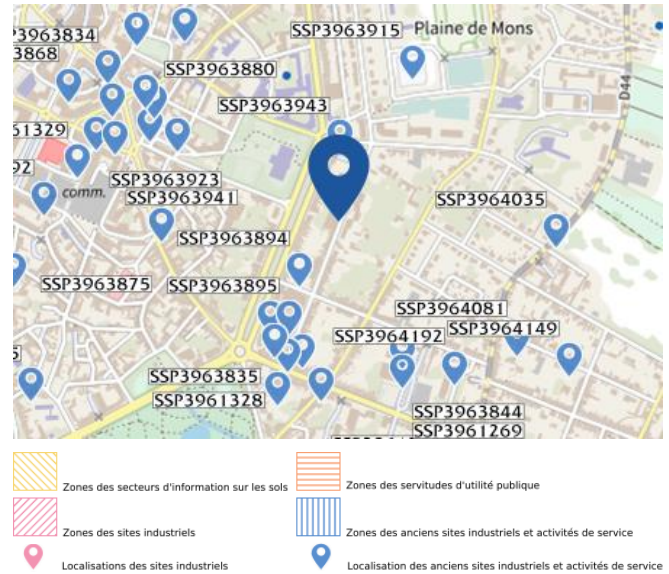 SSP3963834
SSP3963915
Plaine de Mons
3868
SSP3963880
D44
SSP3963943
61329
92
comm.
SSP3963923
SSP3963941
SSP3964035
SSP3963894
SSP3963875
SSP3963895
SSP3964081
SSP3964192
SSP3964149
SSP3963835
SSP3961328
SSP3963844
SSP3961269
Zones des secteurs d'information sur les sols
Zones des servitudes d'utilité publique
Zones des sites industriels
Zones des anciens sites industriels et activités de service
Localisations des sites industriels
Localisation des anciens sites industriels et activités de service